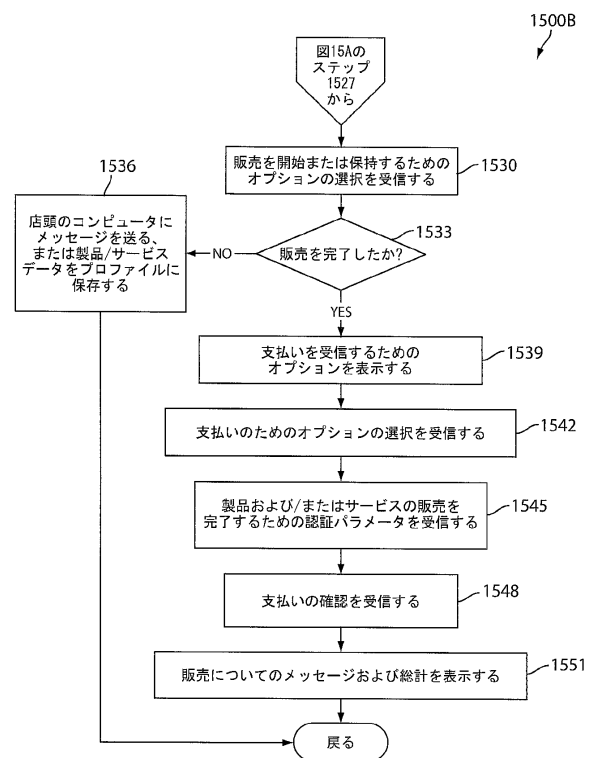 1500B
図15Aの
ステップ
1527
から
販売を開始または保持するための
オプションの選択を受信する
1530
1536
店頭のコンピュータに
メッセージを送る、
または製品/サービス
データをプロファイルに
保存する
NO
販売を完了したか?
1533
YES
支払いを受信するための
オプションを表示する
1539
支払いのためのオプションの選択を受信する
1542
製品および/またはサービスの販売を
完了するための認証パラメータを受信する
1545
支払いの確認を受信する
1548
販売についてのメッセージおよび総計を表示する
1551
戻る